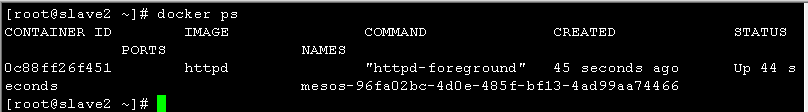 [root@slave2 ~]# docker ps
CONTAINER ID IMAGE COMMAND CREATED STATUS
PORTS NAMES
0c88ff26f451 httpd "httpd-foreground" 45 seconds ago Up 44 s
econds mesos-96fa02bc-4d0e-485f-bf13-4ad99aa74466
[root@slave2 ~]#